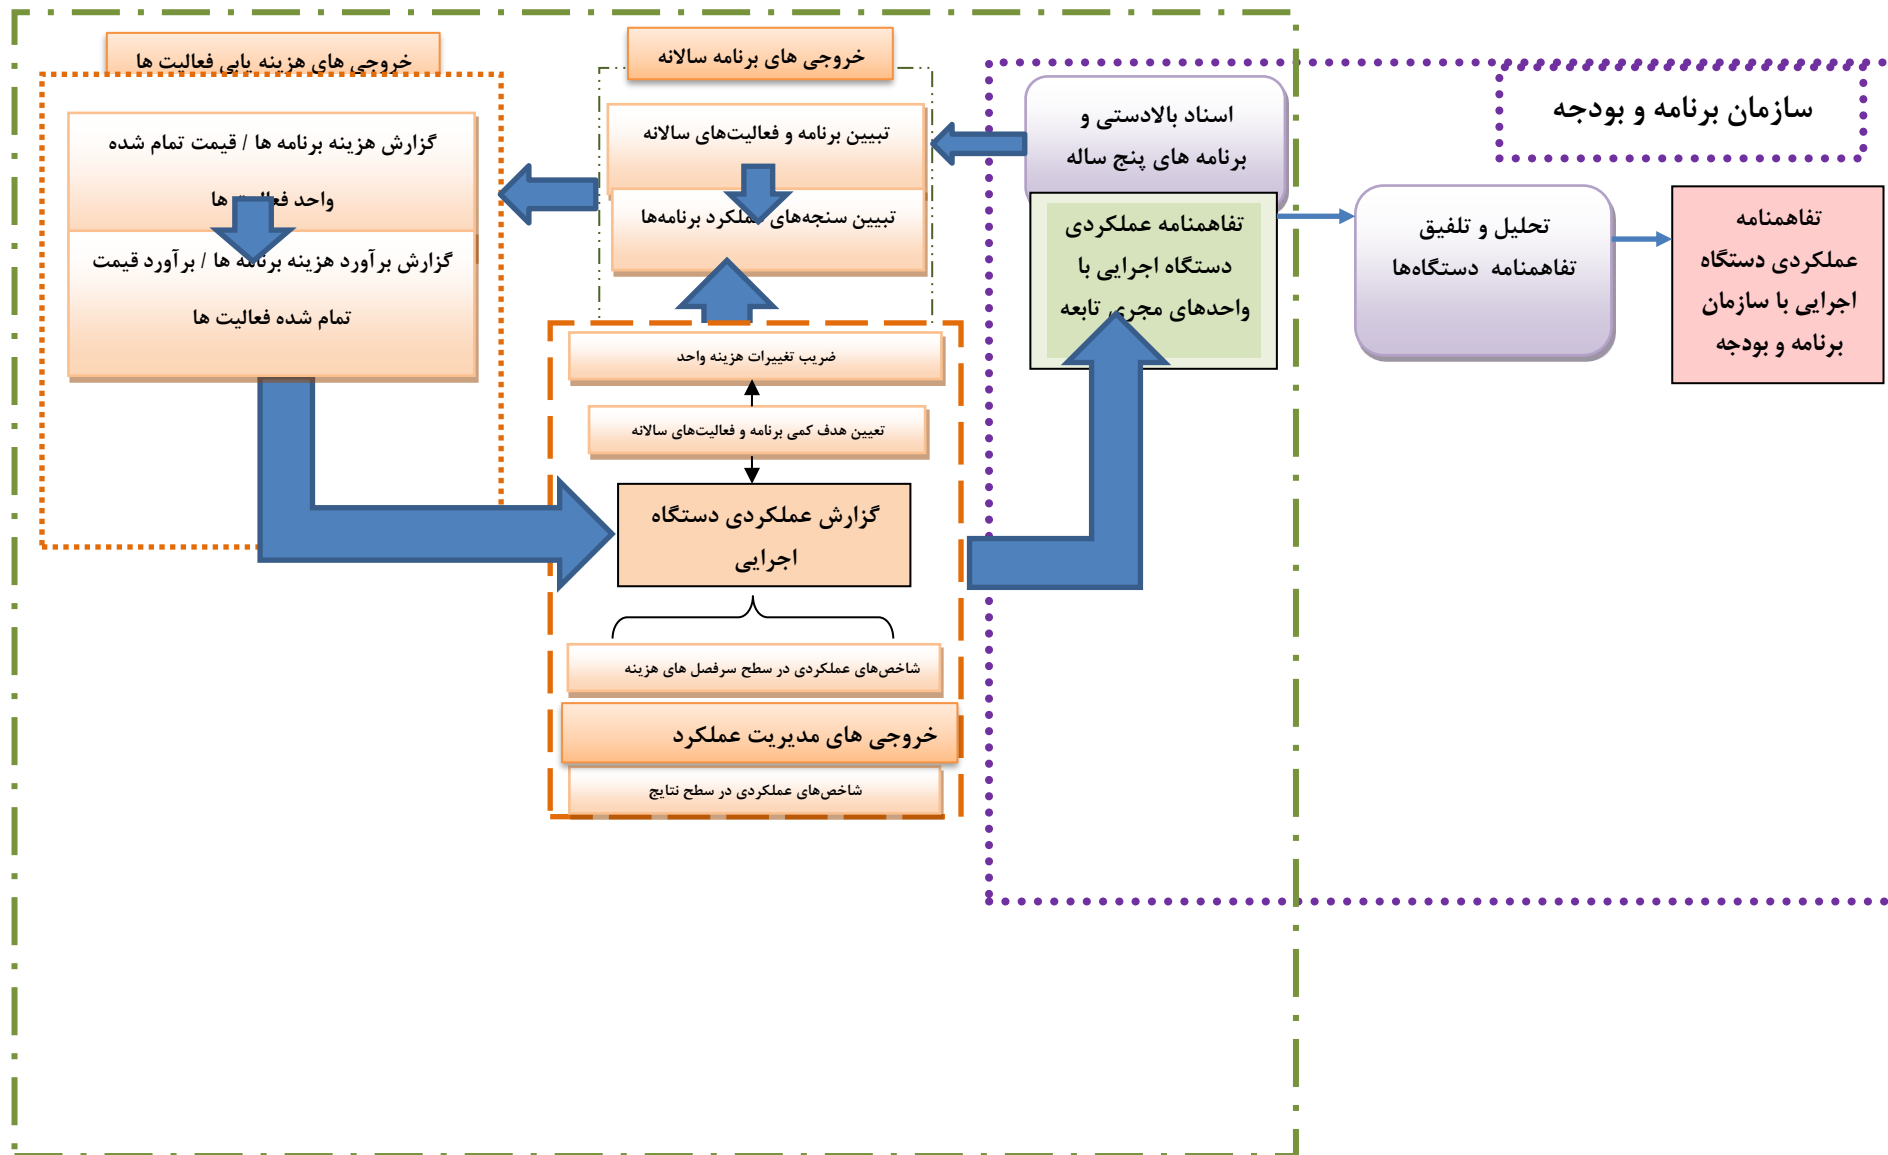 سازمان برنامه و بودجه
تفاهمنامه
عملکردی دستگاه
اجرایی با سازمان
برنامه و بودجه
تحلیل و تلفیق
تفاهمنامه دستگاه‌ها
اسناد بالادستی و
برنامه های پنج ساله
تفاهمنامه عملکردی
دستگاه اجرایی با
واحدهای مجری تابعه
خروجی های برنامه سالانه
تبیین برنامه و فعالیت‌های سالانه
تبیین سنجه‌های عملکرد برنامه‌ها
خروجی های هزینه یابی فعالیت ها
گزارش هزینه برنامه ها / قیمت تمام شده
واحد فعالیت ها
گزارش برآورد هزینه برنامه ها / برآورد قیمت
تمام شده فعالیت ها
ضریب تغییرات هزینه واحد
تعیین هدف کمی برنامه و فعالیت‌های سالانه
گزارش عملکردی دستگاه
اجرایی
شاخص‌های عملکردی در سطح سرفصل های هزینه
خروجی های مدیریت عملکرد
شاخص‌های عملکردی در سطح نتایج